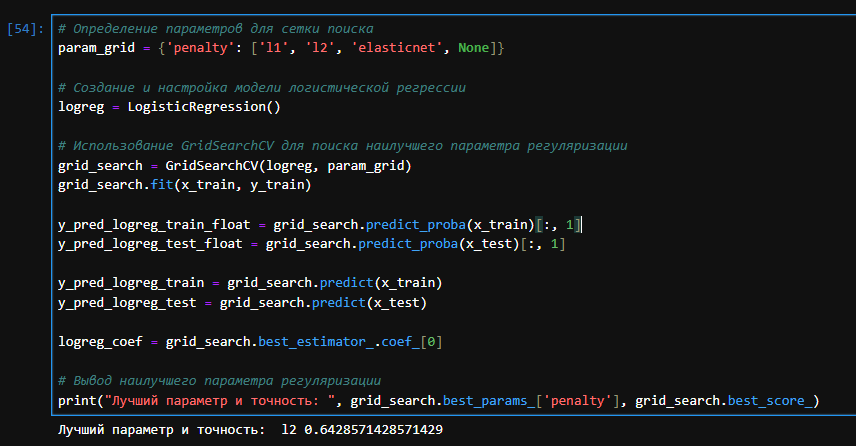 [54]: # Определение параметров для сетки поиска
param_grid = {'penalty': ['l1', 'l2', 'elasticnet', None]}
# Создание и настройка модели логистической регрессии
logreg = LogisticRegression()
# Использование GridSearchCV для поиска наилучшего параметра регуляризации
grid_search = GridSearchCV(logreg, param_grid)
grid_search.fit(x_train, y_train)
y_pred_logreg_train_float = grid_search.predict_proba(x_train)[:, 1]
y_pred_logreg_test_float = grid_search.predict_proba(x_test)[:, 1]
y_pred_logreg_train = grid_search.predict(x_train)
y_pred_logreg_test = grid_search.predict(x_test)
logreg_coef = grid_search.best_estimator_.coef_[0]
# Вывод наилучшего параметра регуляризации
print("Лучший параметр и точность: ", grid_search.best_params_['penalty'], grid_search.best_score_)
Лучший параметр и точность:  l2 0.6428571428571429